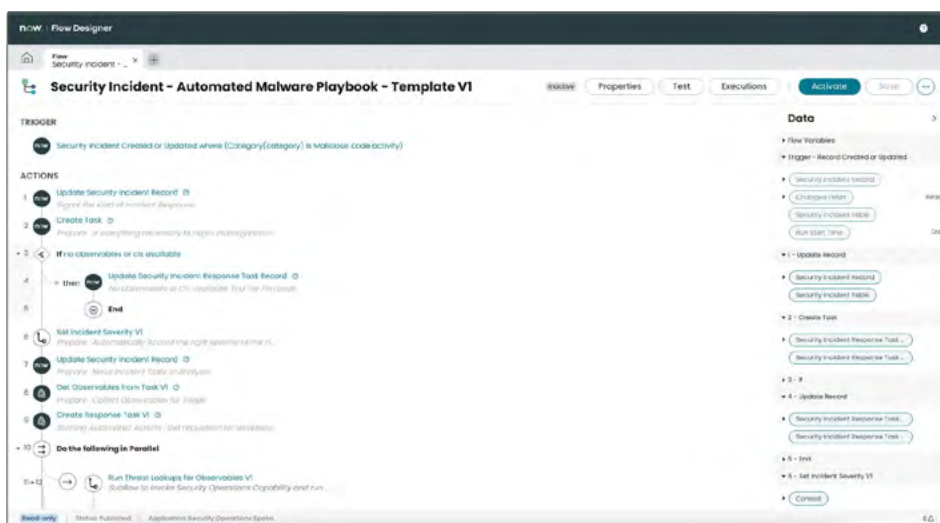 now Flow Designer
Flow
Security Incident - ...
Security Incident - Automated Malware Playbook - Template V1
Inactive
Properties
Test
Executions
Activate
Save
TRIGGER
Security Incident Created or Updated where (Category(category) is Malicious code activity)
ACTIONS
1 now Update Security Incident Record
Signal the start of Incident Response
2 now Create Task
Prepare everything necessary to begin investigation
3 If no observables or cis available
4 then now Update Security Incident Response Task Record
No observables or CIs available to run the Playbook
5 End
6 Set Incident Severity V1
Prepare Automatically Accord the right severity to the
7 now Update Security Incident Record
Prepare Move Incident State to Analysis
8 Get Observables from Task V1
Prepare Collect Observables for Triage
9 Create Response Task V1
Starting Automated Actions Get reputation for
10 Do the following in Parallel
11-12 Run Threat Lookups for Observables V1
Subflow to Invoke Security Operations Capability and run ...
Data
Flow Variables
Trigger - Record Created or Updated
Security Incident Record
Changed Fields
Security Incident Table
Run Start Time
1 - Update Record
Security Incident Record
Security Incident Table
2 - Create Task
Security Incident Response Task ...
Security Incident Response Task ...
3 - If
4 - Update Record
Security Incident Response Task ...
Security Incident Response Task ...
5 - End
6 - Set Incident Severity V1
Context
Read-only
Status: Published
Application: Security Operations Spoke